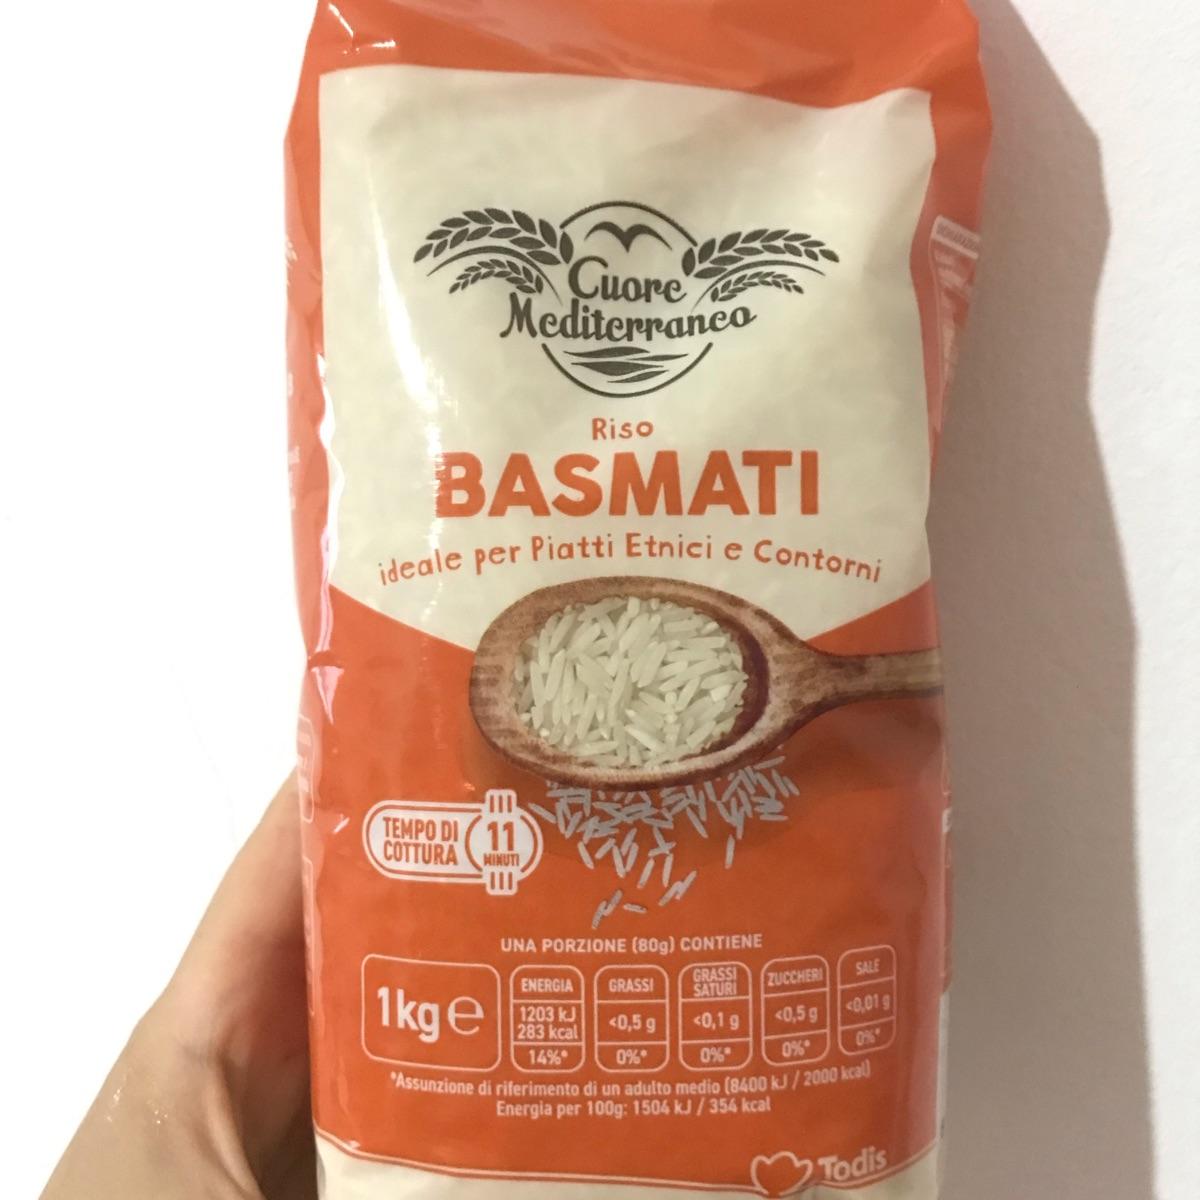 Cuore
Mediterraneo
Riso
BASMATI
ideale per Piatti Etnici e Contorni
TEMPO DI
COTTURA
11
MINUTI
UNA PORZIONE (80g) CONTIENE
1kg e
ENERGIA
1203 kJ
283 kcal
14%*
GRASSI
<0,5 g
0%*
GRASSI
SATURI
<0,1 g
0%*
ZUCCHERI
<0,5 g
0%*
SALE
<0,01 g
0%*
*Assunzione di riferimento di un adulto medio (8400 kJ / 2000 kcal)
Energia per 100g: 1504 kJ / 354 kcal
Todis